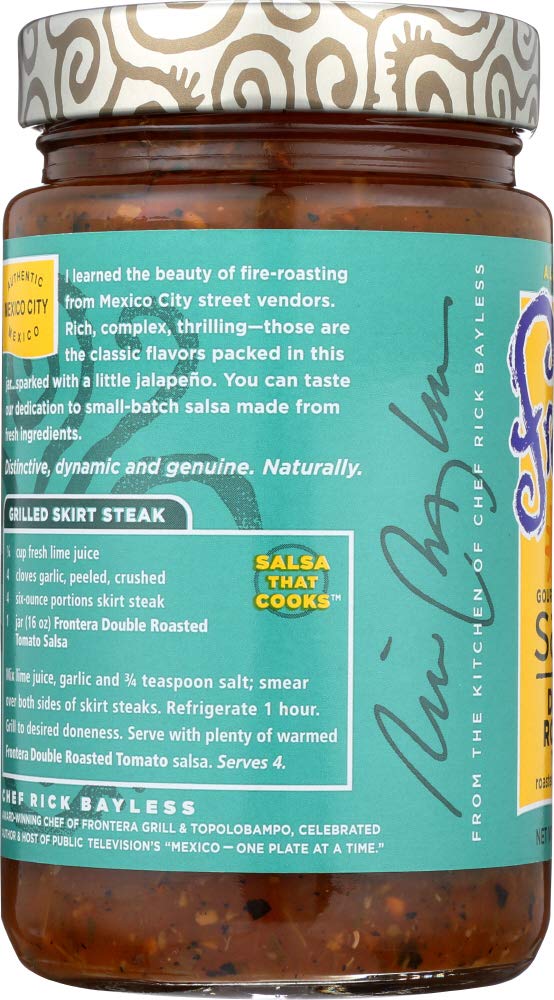 AUTHENTIC
MEXICO CITY
MEXICO
I learned the beauty of fire-roasting
from Mexico City street vendors.
Rich, complex, thrilling—those are
the classic flavors packed in this
jar...sparked with a little jalapeño. You can taste
our dedication to small-batch salsa made from
fresh ingredients.
Distinctive, dynamic and genuine. Naturally.
GRILLED SKIRT STEAK
cup fresh lime juice
4 cloves garlic, peeled, crushed
4 six-ounce portions skirt steak
1 jar (16 oz) Frontera Double Roasted
Tomato Salsa
SALSA
THAT
COOKS™
Mix lime juice, garlic and ¾ teaspoon salt; smear
over both sides of skirt steaks. Refrigerate 1 hour.
Grill to desired doneness. Serve with plenty of warmed
Frontera Double Roasted Tomato salsa. Serves 4.
CHEF RICK BAYLESS
AWARD-WINNING CHEF OF FRONTERA GRILL & TOPOLOBAMPO, CELEBRATED
AUTHOR & HOST OF PUBLIC TELEVISION'S "MEXICO—ONE PLATE AT A TIME."
Rick Bayless
FROM THE KITCHEN OF CHEF RICK BAYLESS